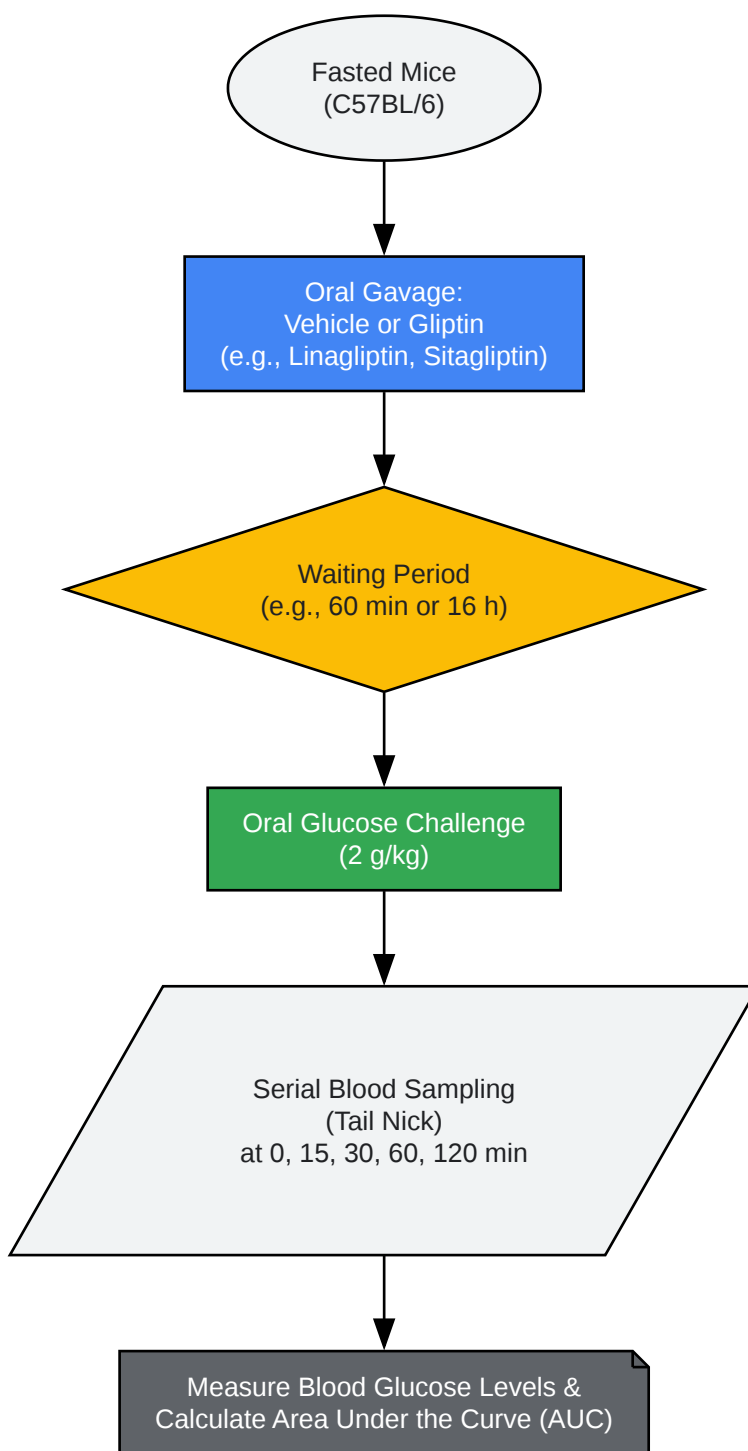 Fasted Mice
(C57BL/6)
Oral Gavage:
Vehicle or Gliptin
(e.g., Linagliptin, Sitagliptin)
Waiting Period
(e.g., 60 min or 16 h)
Oral Glucose Challenge
(2 g/kg)
Serial Blood Sampling
(Tail Nick)
at 0, 15, 30, 60, 120 min
Measure Blood Glucose Levels &
Calculate Area Under the Curve (AUC)